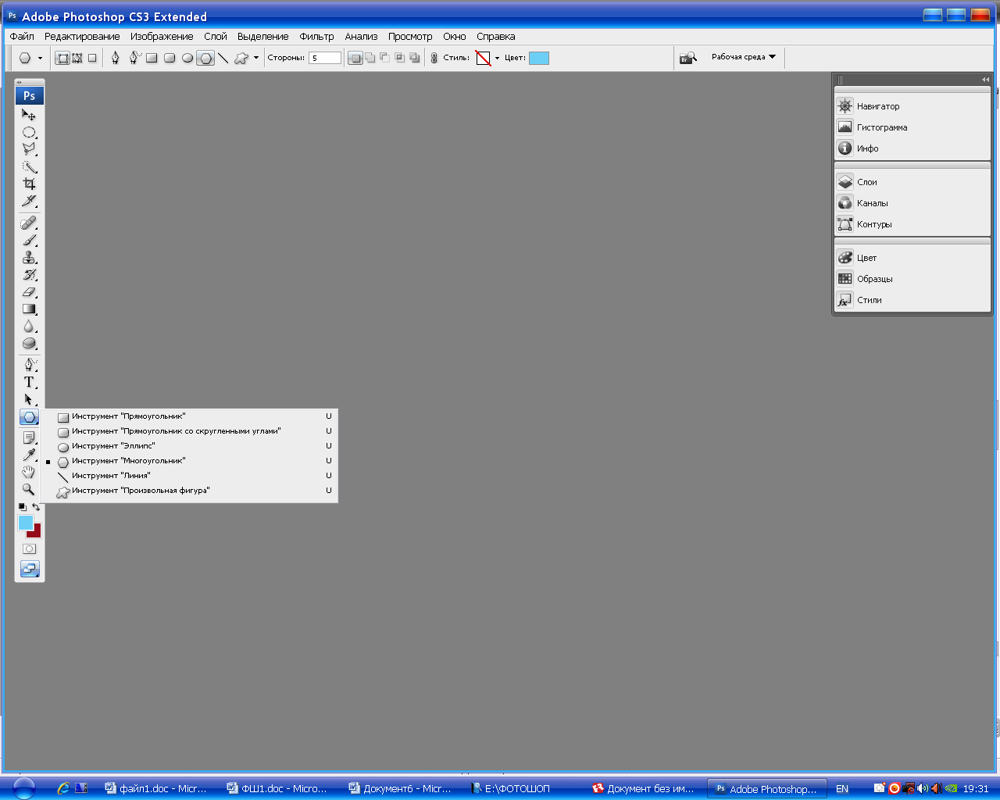 Ps Adobe Photoshop CS3 Extended
Файл Редактирование Изображение Слой Выделение Фильтр Анализ Просмотр Окно Справка
Стороны: 5 Стиль: Цвет: Br Рабочая среда
Ps
Навигатор
Гистограмма
Инфо
Слои
Каналы
Контуры
Цвет
Образцы
Стили
T
Инструмент "Прямоугольник" U
Инструмент "Прямоугольник со скругленными углами" U
Инструмент "Эллипс" U
Инструмент "Многоугольник" U
Инструмент "Линия" U
Инструмент "Произвольная фигура" U
файл1.doc - Micr... ФШ1.doc - Micro... Документ6 - Micr... E:\ФОТОШОП Документ без им... Ps Adobe Photoshop... EN 19:31